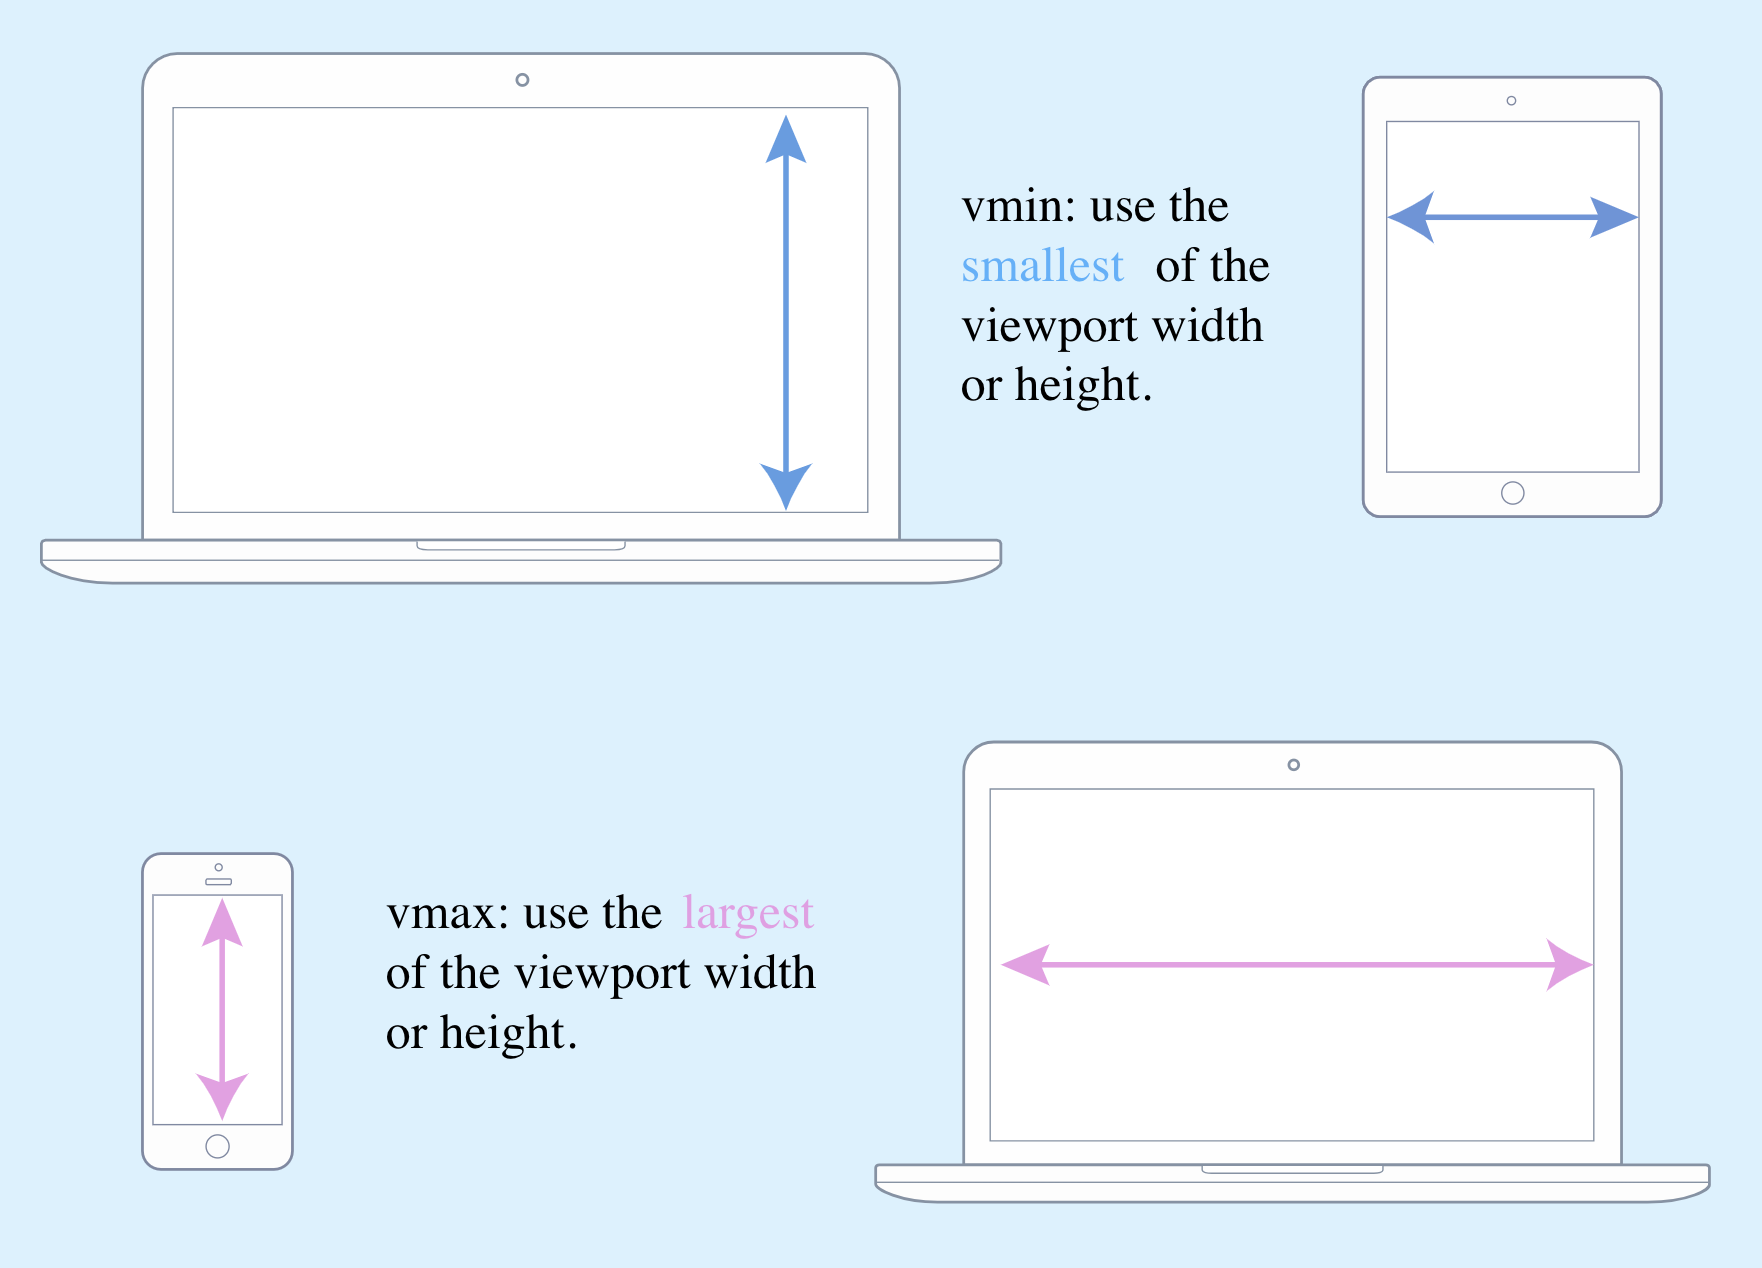 vmin: use the
smallest of the
viewport width
or height.
vmax: use the largest
of the viewport width
or height.